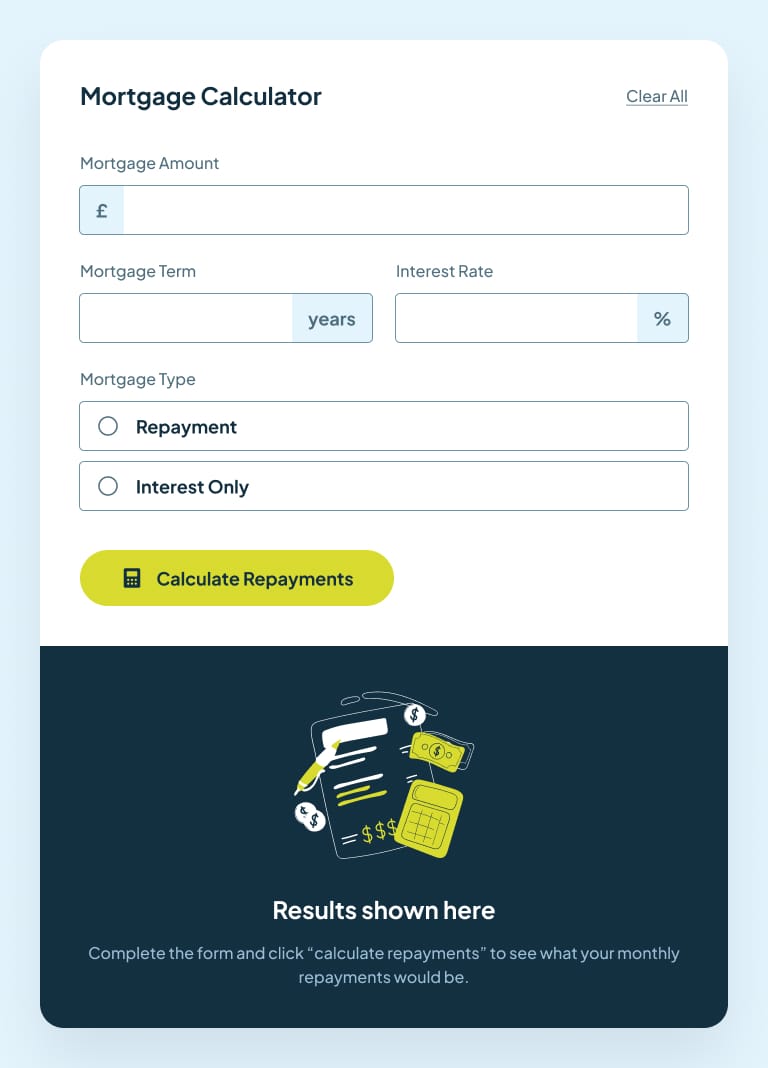 Mortgage Calculator
Clear All
Mortgage Amount
£
Mortgage Term
Interest Rate
years
%
Mortgage Type
Repayment
Interest Only
Calculate Repayments
$
$
$
$$$
Results shown here
Complete the form and click “calculate repayments” to see what your monthly
repayments would be.